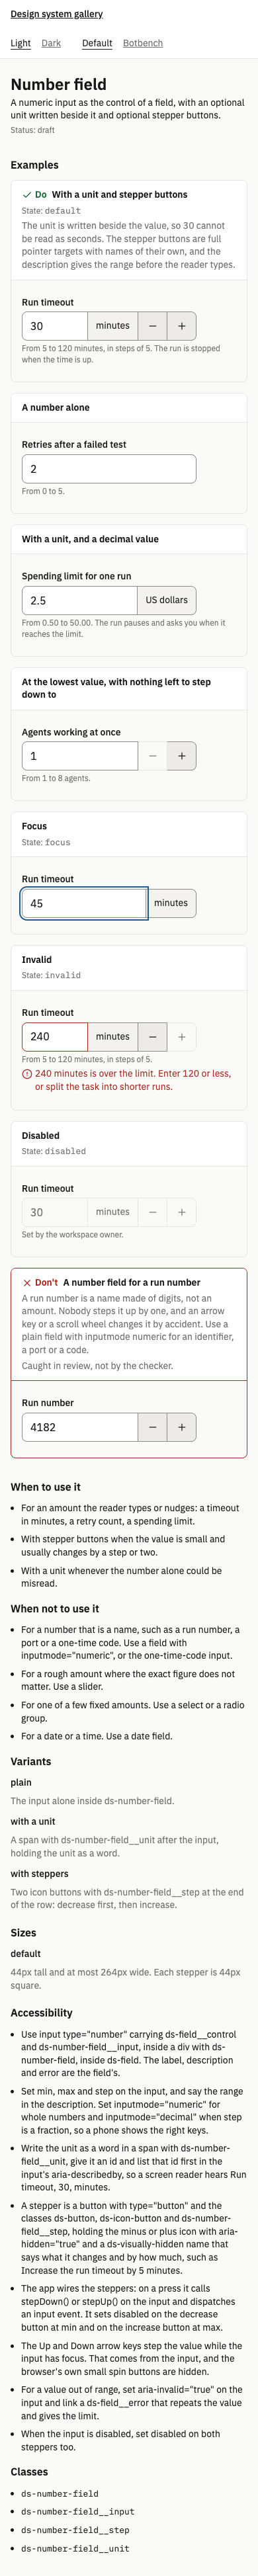 Design system gallery
Light Dark Default Botbench
Number field
A numeric input as the control of a field, with an optional
unit written beside it and optional stepper buttons.
Status: draft
Examples
Do With a unit and stepper buttons
State: default
The unit is written beside the value, so 30 cannot
be read as seconds. The stepper buttons are full
pointer targets with names of their own, and the
description gives the range before the reader types.
Run timeout
30 minutes − +
From 5 to 120 minutes, in steps of 5. The run is stopped
when the time is up.
A number alone
Retries after a failed test
2
From 0 to 5.
With a unit, and a decimal value
Spending limit for one run
2.5 US dollars
From 0.50 to 50.00. The run pauses and asks you when it
reaches the limit.
At the lowest value, with nothing left to step
down to
Agents working at once
1 − +
From 1 to 8 agents.
Focus
State: focus
Run timeout
45 minutes
Invalid
State: invalid
Run timeout
240 minutes − +
From 5 to 120 minutes, in steps of 5.
240 minutes is over the limit. Enter 120 or less,
or split the task into shorter runs.
Disabled
State: disabled
Run timeout
30 minutes − +
Set by the workspace owner.
Don't A number field for a run number
A run number is a name made of digits, not an
amount. Nobody steps it up by one, and an arrow
key or a scroll wheel changes it by accident. Use a
plain field with inputmode numeric for an identifier,
a port or a code.
Caught in review, not by the checker.
Run number
4182 − +
When to use it
• For an amount the reader types or nudges: a timeout
in minutes, a retry count, a spending limit.
• With stepper buttons when the value is small and
usually changes by a step or two.
• With a unit whenever the number alone could be
misread.
When not to use it
• For a number that is a name, such as a run number, a
port or a one-time code. Use a field with
inputmode="numeric", or the one-time-code input.
• For a rough amount where the exact figure does not
matter. Use a slider.
• For one of a few fixed amounts. Use a select or a radio
group.
• For a date or a time. Use a date field.
Variants
plain
The input alone inside ds-number-field.
with a unit
A span with ds-number-field__unit after the input,
holding the unit as a word.
with steppers
Two icon buttons with ds-number-field__step at the end
of the row: decrease first, then increase.
Sizes
default
44px tall and at most 264px wide. Each stepper is 44px
square.
Accessibility
• Use input type="number" carrying ds-field__control
and ds-number-field__input, inside a div with ds-
number-field, inside ds-field. The label, description
and error are the field's.
• Set min, max and step on the input, and say the range
in the description. Set inputmode="numeric" for
whole numbers and inputmode="decimal" when step
is a fraction, so a phone shows the right keys.
• Write the unit as a word in a span with ds-number-
field__unit, give it an id and list that id first in the
input's aria-describedby, so a screen reader hears Run
timeout, 30, minutes.
• A stepper is a button with type="button" and the
classes ds-button, ds-icon-button and ds-number-
field__step, holding the minus or plus icon with aria-
hidden="true" and a ds-visually-hidden name that
says what it changes and by how much, such as
Increase the run timeout by 5 minutes.
• The app wires the steppers: on a press it calls
stepDown() or stepUp() on the input and dispatches
an input event. It sets disabled on the decrease
button at min and on the increase button at max.
• The Up and Down arrow keys step the value while the
input has focus. That comes from the input, and the
browser's own small spin buttons are hidden.
• For a value out of range, set aria-invalid="true" on the
input and link a ds-field__error that repeats the value
and gives the limit.
• When the input is disabled, set disabled on both
steppers too.
Classes
• ds-number-field
• ds-number-field__input
• ds-number-field__step
• ds-number-field__unit